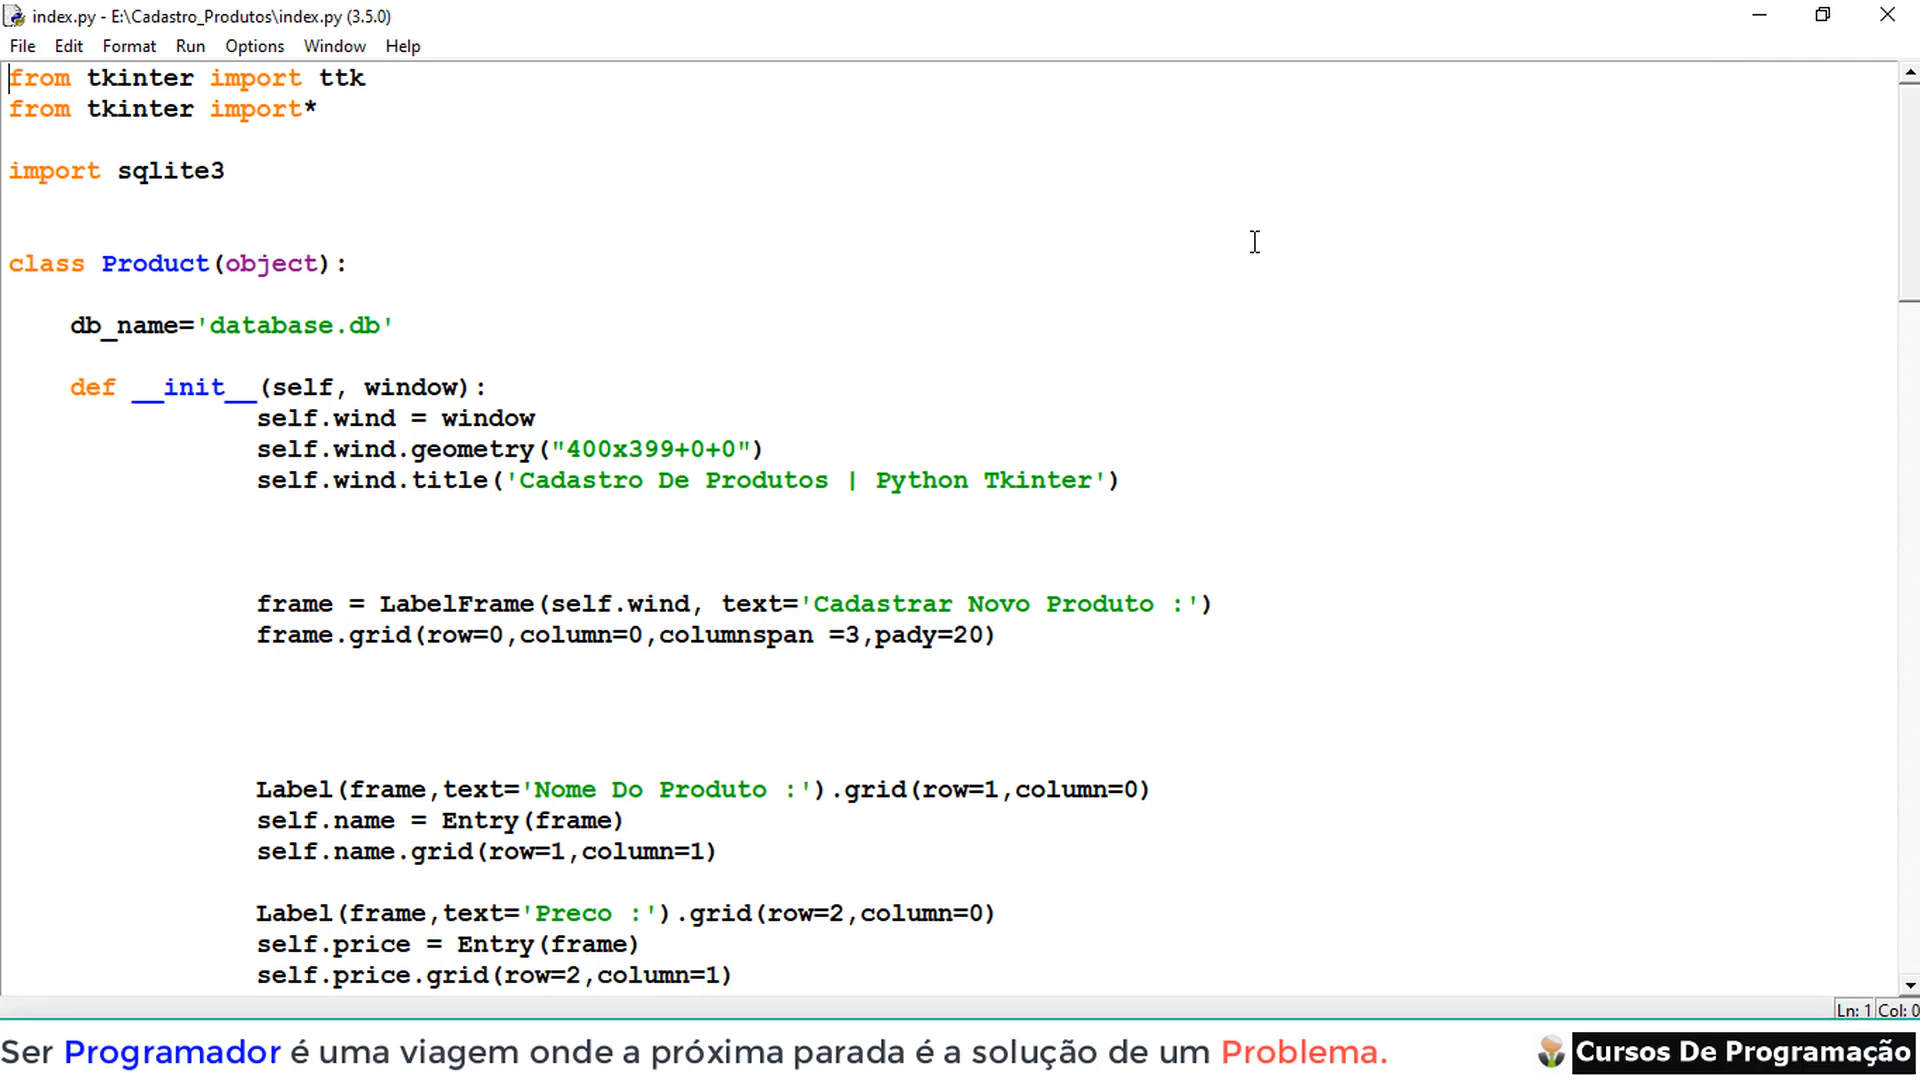 index.py - E:\Cadastro_Produtos\index.py (3.5.0)
File Edit Format Run Options Window Help
from tkinter import ttk
from tkinter import*
import sqlite3
class Product(object):
db_name='database.db'
def __init__(self, window):
self.wind = window
self.wind.geometry("400x399+0+0")
self.wind.title('Cadastro De Produtos | Python Tkinter')
frame = LabelFrame(self.wind, text='Cadastrar Novo Produto :')
frame.grid(row=0,column=0,columnspan =3,pady=20)
Label(frame,text='Nome Do Produto :').grid(row=1,column=0)
self.name = Entry(frame)
self.name.grid(row=1,column=1)
Label(frame,text='Preco :').grid(row=2,column=0)
self.price = Entry(frame)
self.price.grid(row=2,column=1)
Ln: 1 Col: 0
Ser Programador é uma viagem onde a próxima parada é a solução de um Problema.
Cursos De Programação